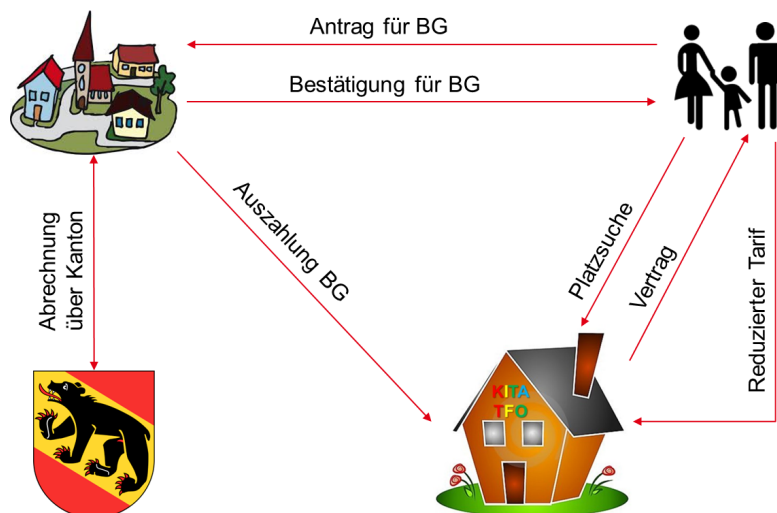 Antrag für BG
Bestätigung für BG
Auszahlung BG
Abrechnung
über Kanton
Platzsuche
Vertrag
Reduzierter Tarif
KITA
TFO